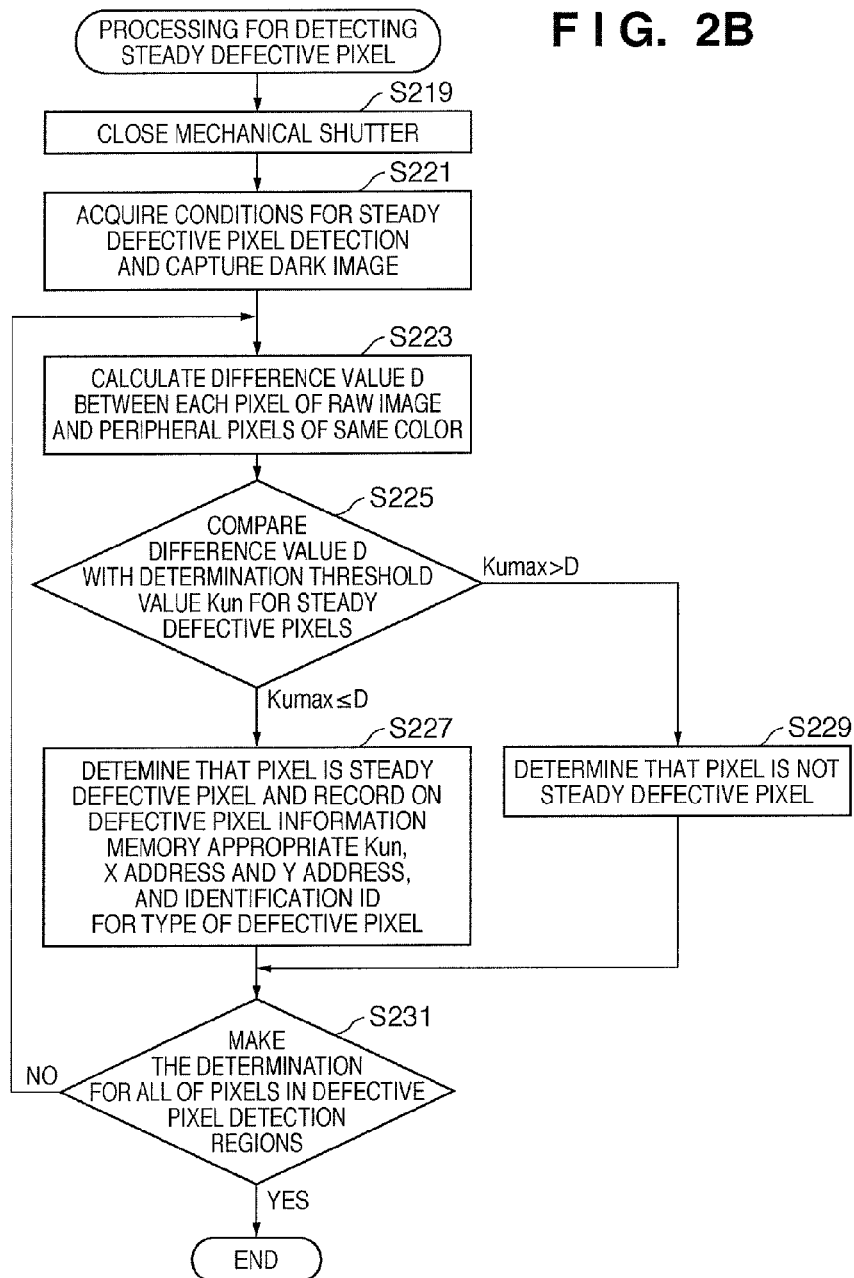 PROCESSING FOR DETECTING
STEADY DEFECTIVE PIXEL
F I G. 2B
S219
CLOSE MECHANICAL SHUTTER
S221
ACQUIRE CONDITIONS FOR STEADY
DEFECTIVE PIXEL DETECTION
AND CAPTURE DARK IMAGE
S223
CALCULATE DIFFERENCE VALUE D
BETWEEN EACH PIXEL OF RAW IMAGE
AND PERIPHERAL PIXELS OF SAME COLOR
S225
COMPARE
DIFFERENCE VALUE D
WITH DETERMINATION THRESHOLD
VALUE Kun FOR STEADY
DEFECTIVE PIXELS
Kumax>D
Kumax≤D
S227
DETEMINE THAT PIXEL IS STEADY
DEFECTIVE PIXEL AND RECORD ON
DEFECTIVE PIXEL INFORMATION
MEMORY APPROPRIATE Kun,
X ADDRESS AND Y ADDRESS,
AND IDENTIFICATION ID
FOR TYPE OF DEFECTIVE PIXEL
S229
DETERMINE THAT PIXEL IS NOT
STEADY DEFECTIVE PIXEL
S231
MAKE
THE DETERMINATION
FOR ALL OF PIXELS IN DEFECTIVE
PIXEL DETECTION
REGIONS
NO
YES
END